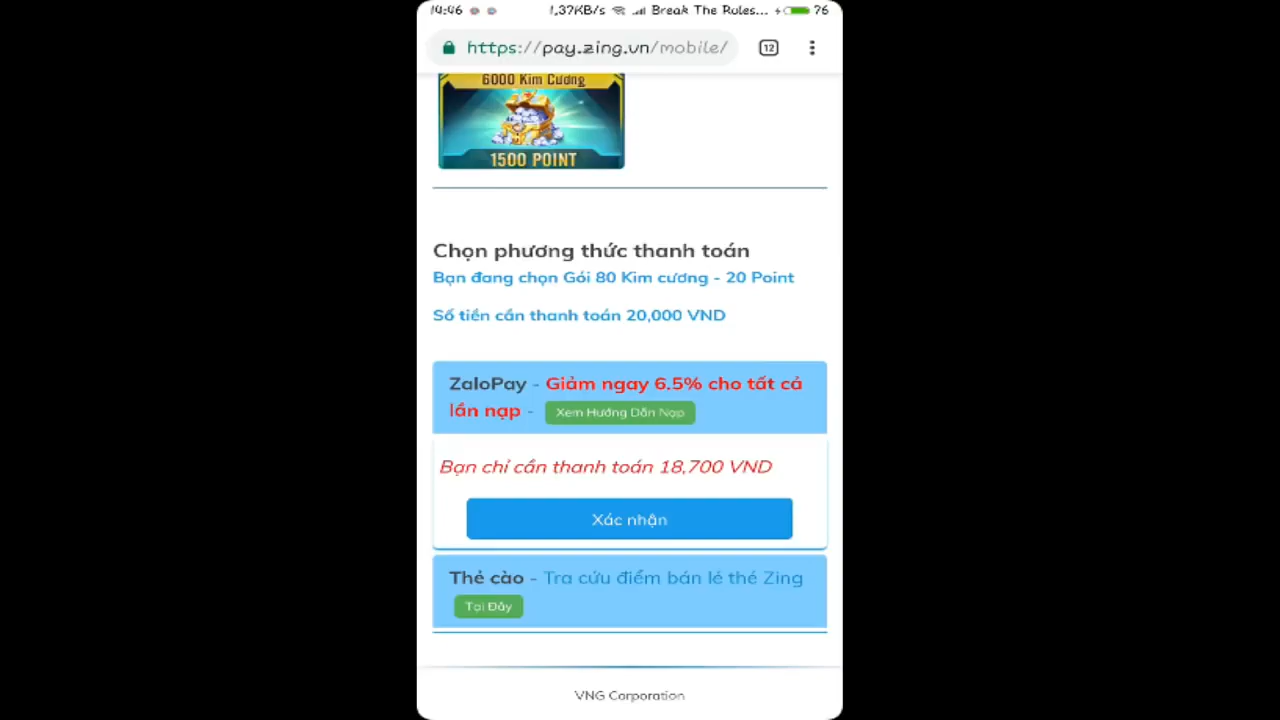 14:46
1,37KB/s
Break The Rules...
76
https://pay.zing.vn/mobile/
12
6000 Kim Cương
1500 POINT
Chọn phương thức thanh toán
Bạn đang chọn Gói 80 Kim cương - 20 Point
Số tiền cần thanh toán 20,000 VND
ZaloPay - Giảm ngay 6.5% cho tất cả
lần nạp - Xem Hướng Dẫn Nạp
Bạn chỉ cần thanh toán 18,700 VND
Xác nhận
Thẻ cào - Tra cứu điểm bán lẻ thẻ Zing
Tại Đây
VNG Corporation